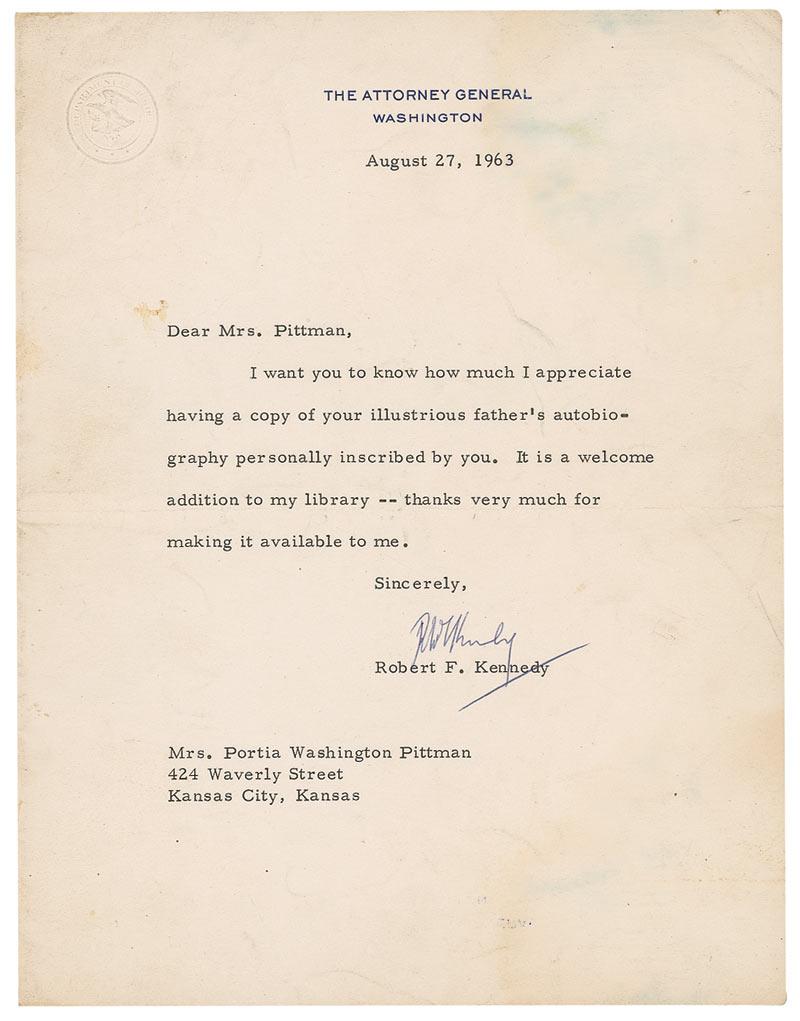 THE ATTORNEY GENERAL
WASHINGTON
August 27, 1963
Dear Mrs. Pittman,
I want you to know how much I appreciate
having a copy of your illustrious father's autobio-
graphy personally inscribed by you. It is a welcome
addition to my library -- thanks very much for
making it available to me.
Sincerely,
Robert F. Kennedy
Mrs. Portia Washington Pittman
424 Waverly Street
Kansas City, Kansas